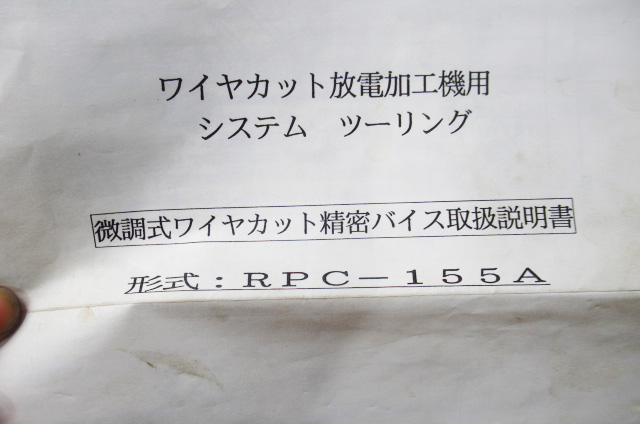 ワイヤカット放電加工機用
システム　ツーリング
微調式ワイヤカット精密バイス取扱説明書
形式：ＲＰＣ－１５５Ａ